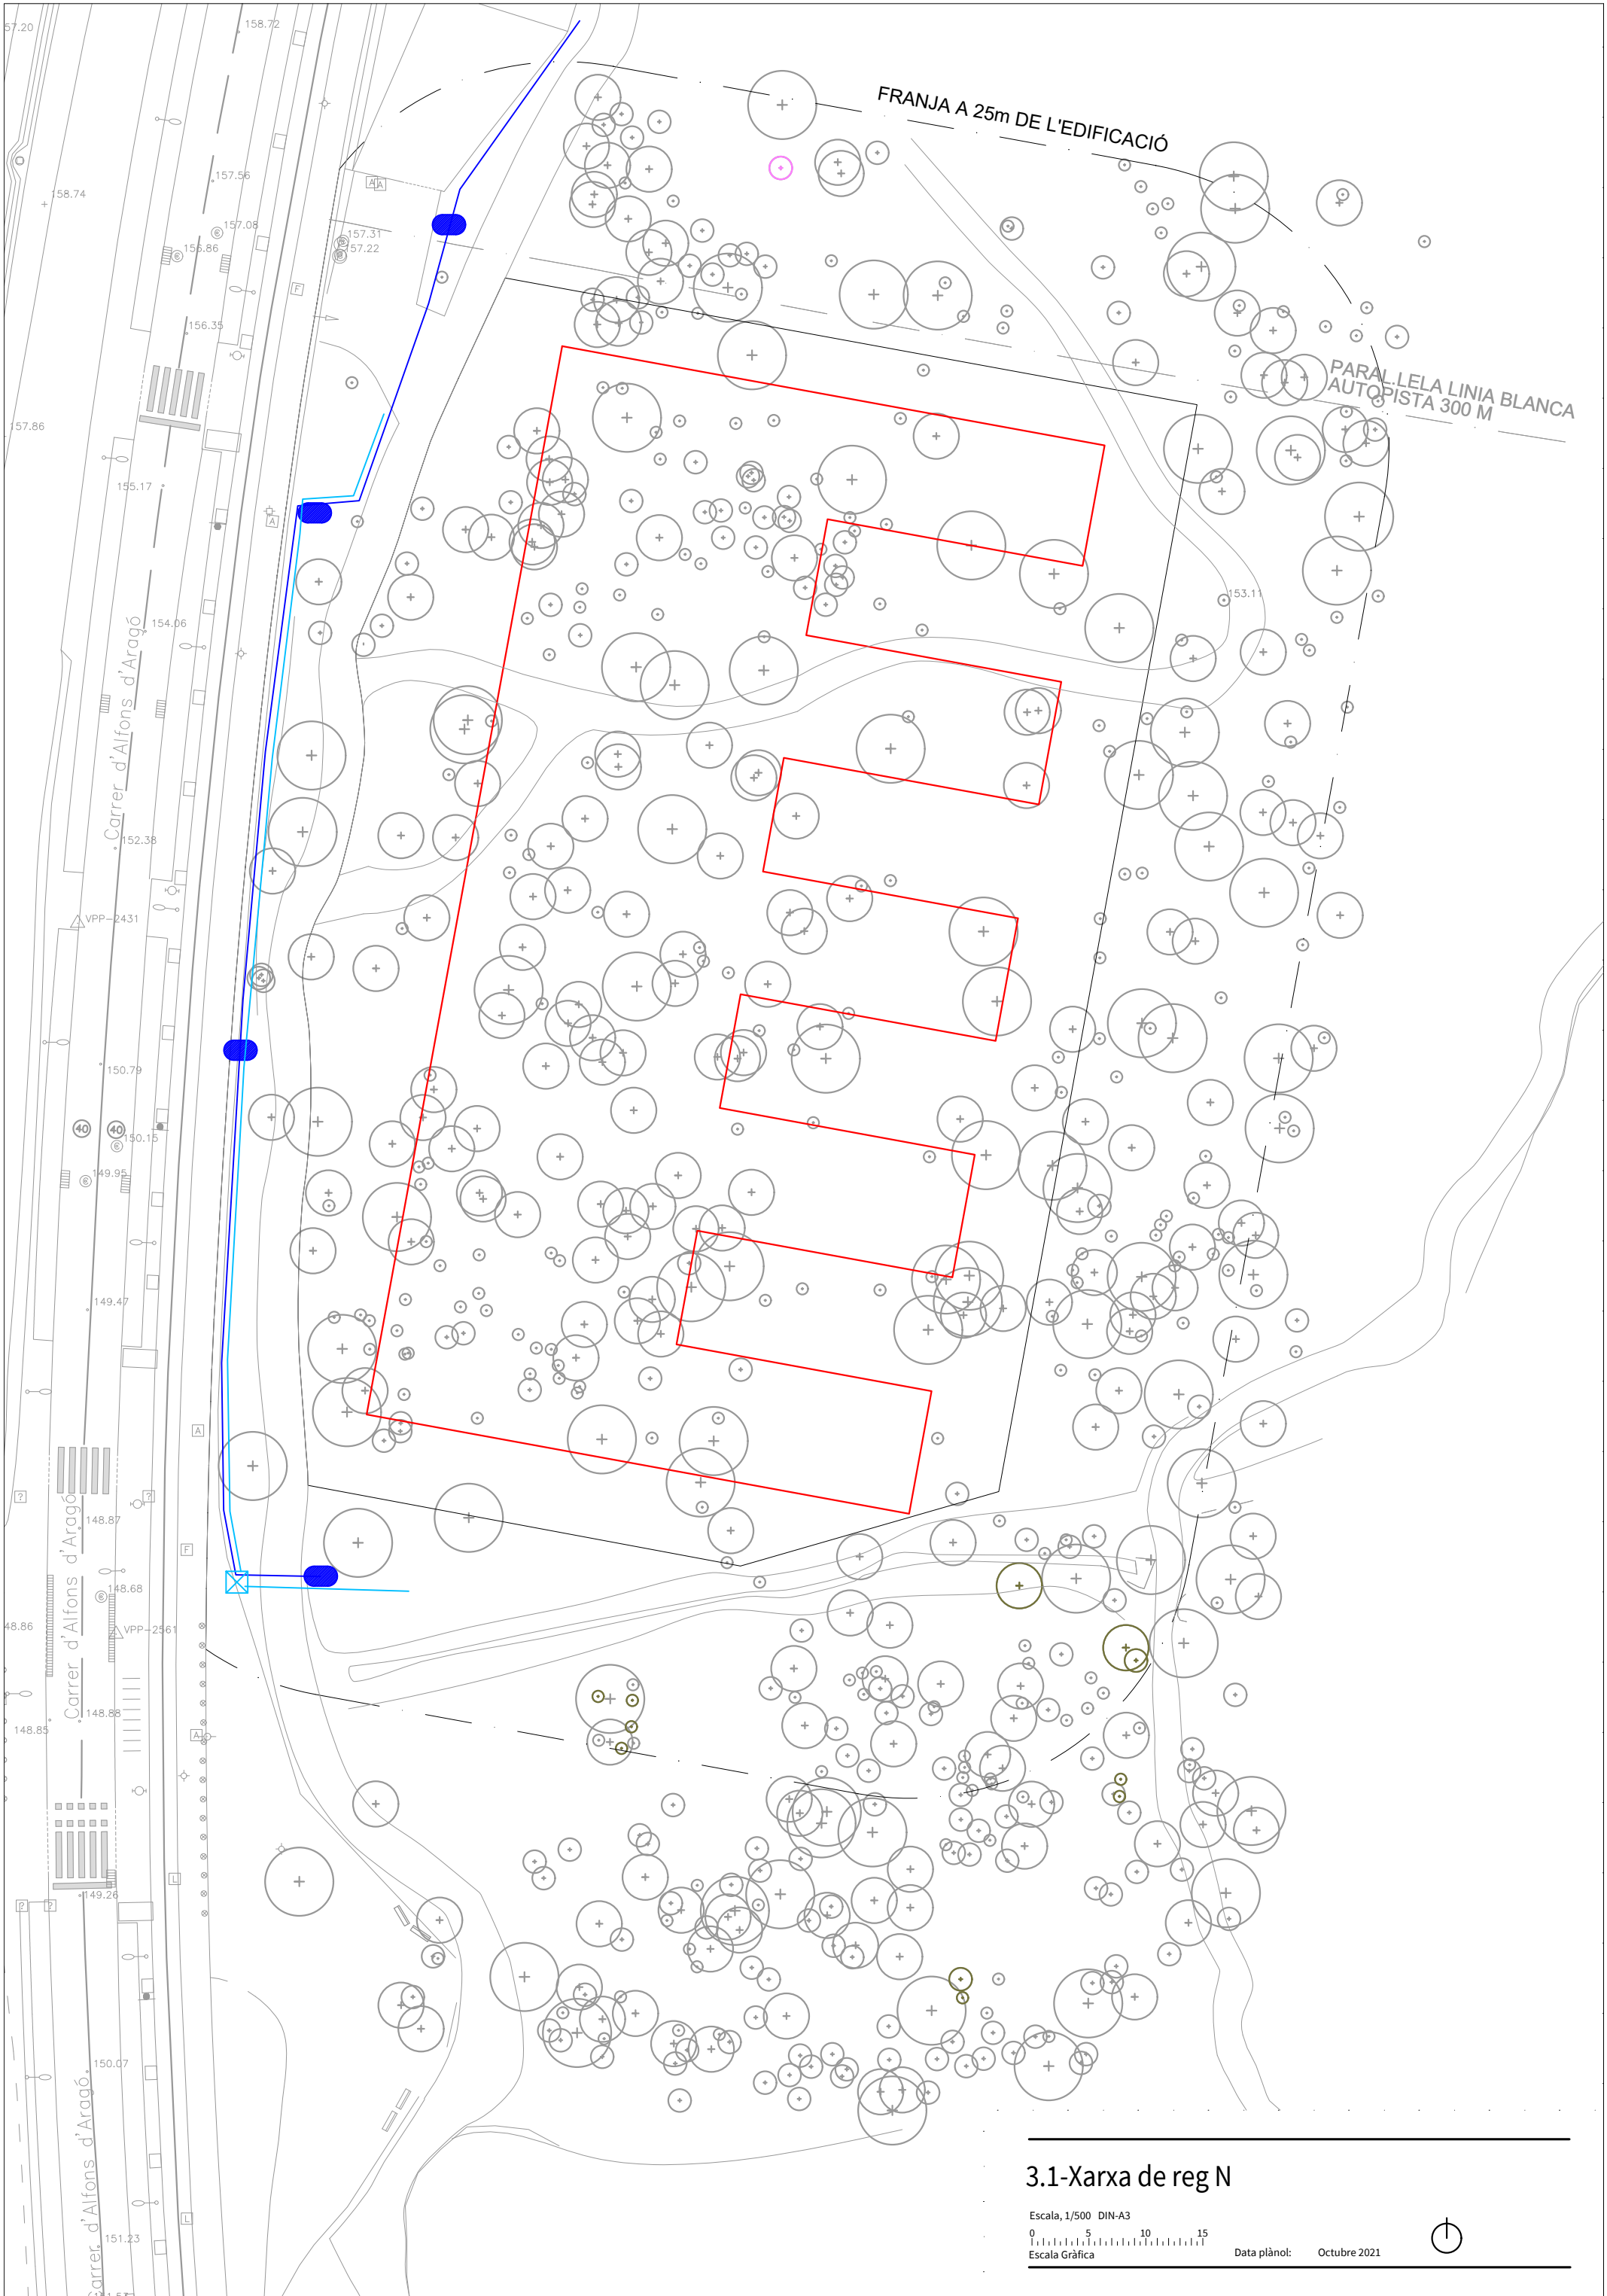 57.20
158.72
FRANJA A 25m DE L'EDIFICACIÓ
157.56
A
A
158.74
157.08
157.31
€
156.86
157.22
F
156.35
PARAL.LELA LINIA BLANCA
AUTOPISTA 300 M
157.86
155.17
A
153.11
154.06
Carrer d'Alfons d'Aragó
152.38
VPP-2431
150.79
40
40
150.15
149.95
149.47
A
?
?
148.87
Carrer d'Alfons d'Aragó
F
148.68
48.86
VPP-2561
148.88
148.85
A
L
149.26
?
?
150.07
Carrer d'Alfons d'Aragó
3.1-Xarxa de reg N
L
Escala, 1/500 DIN-A3
0 5 10 15
151.23
Escala Gràfica
Data plànol: Octubre 2021